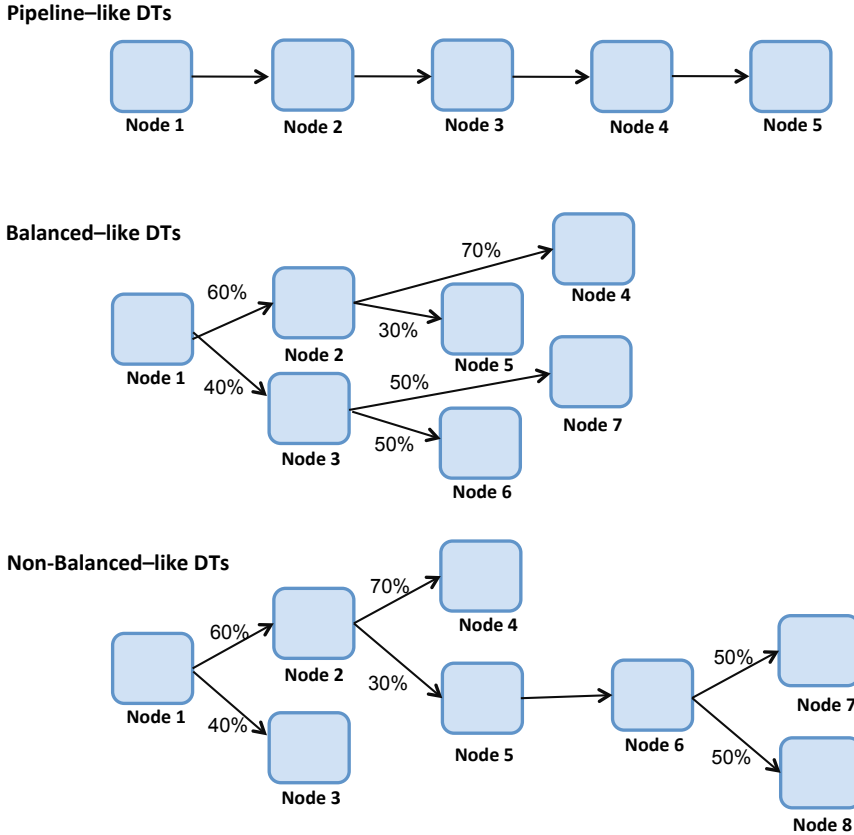 Pipeline–like DTs
Node 1
Node 2
Node 3
Node 4
Node 5
Balanced–like DTs
70%
60%
Node 4
30%
Node 2
Node 5
Node 1
40%
50%
Node 7
50%
Node 3
Node 6
Non-Balanced–like DTs
70%
60%
Node 4
50%
Node 2
30%
Node 7
Node 1
40%
Node 5
Node 6
50%
Node 3
Node 8